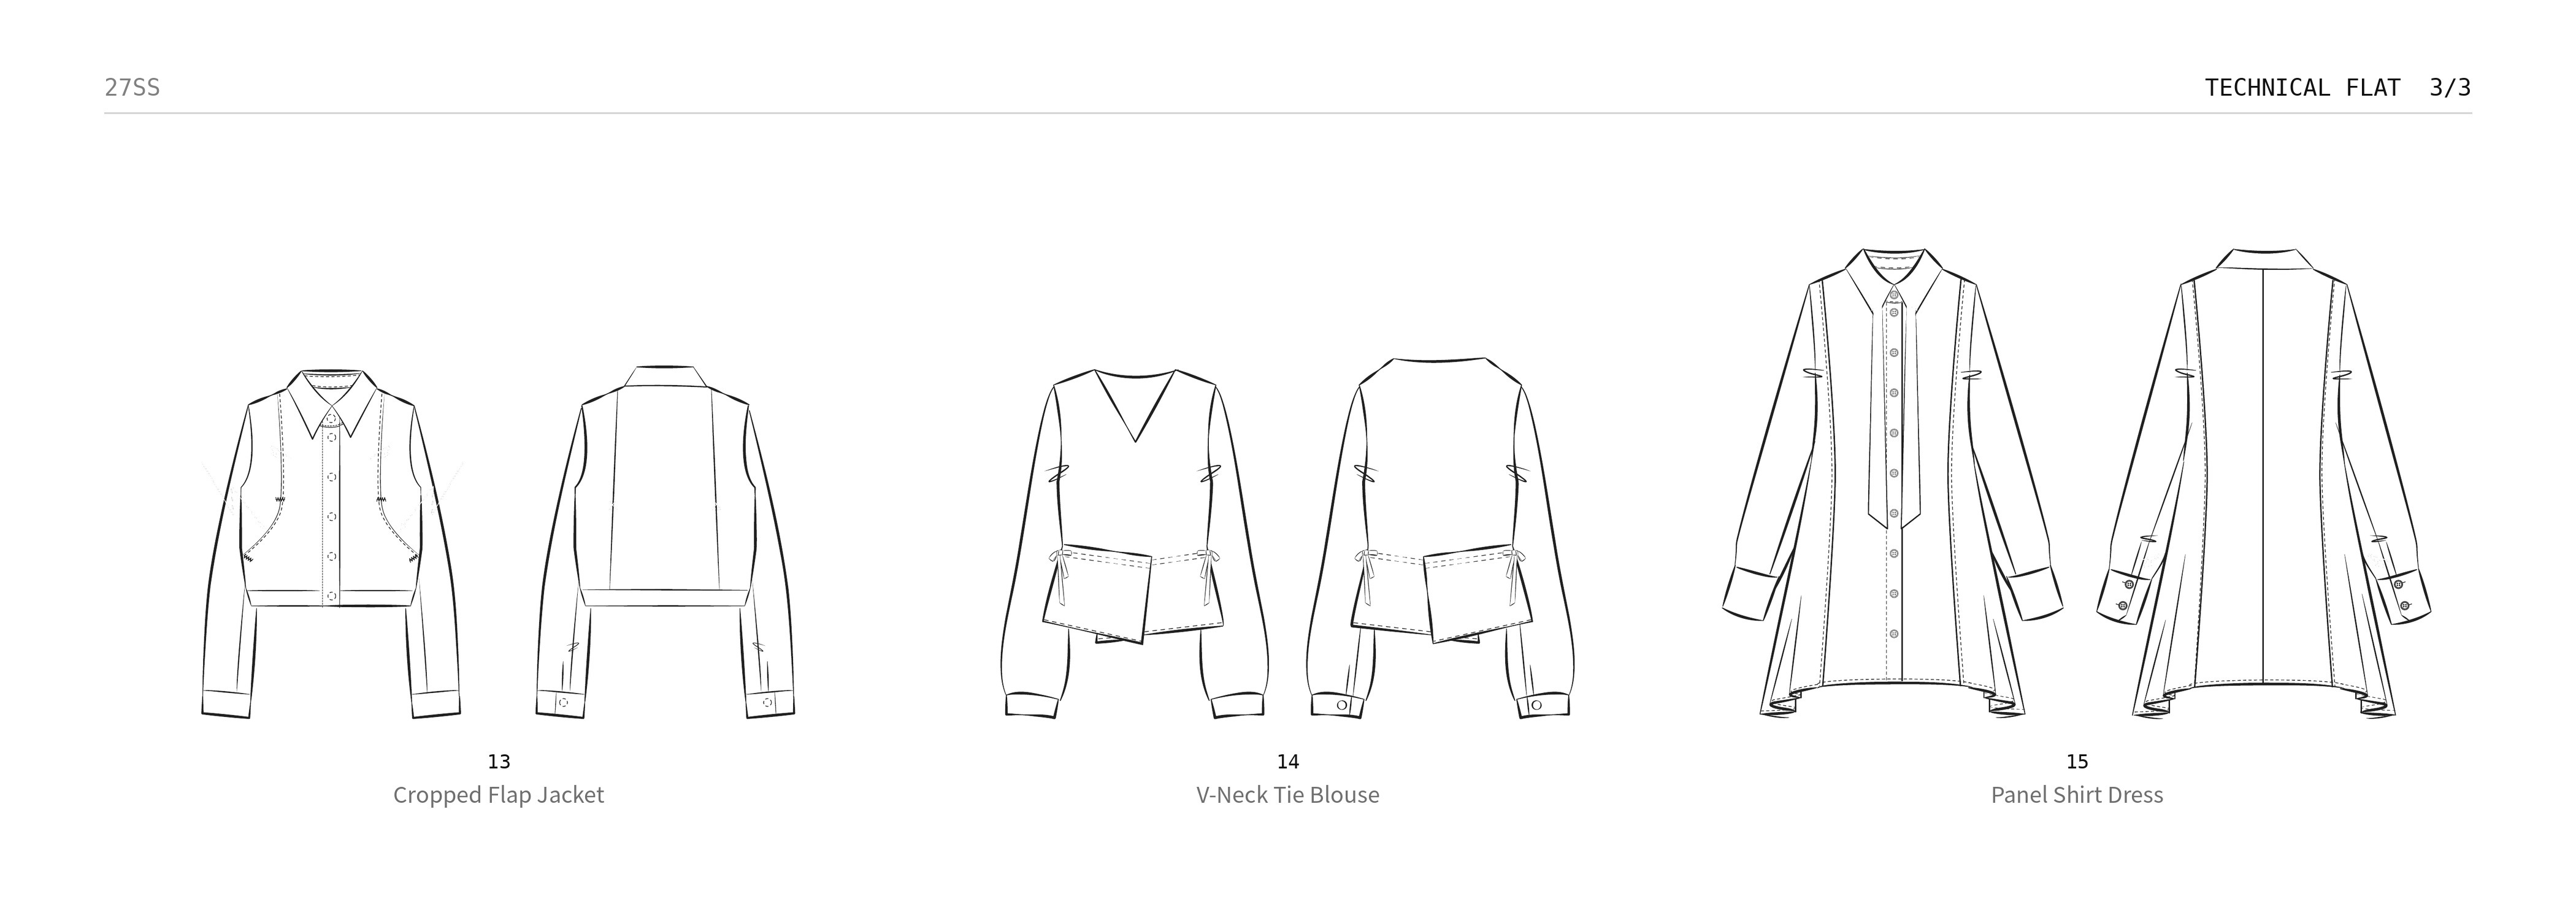 27SS
TECHNICAL FLAT 3/3
13
Cropped Flap Jacket
14
V-Neck Tie Blouse
15
Panel Shirt Dress